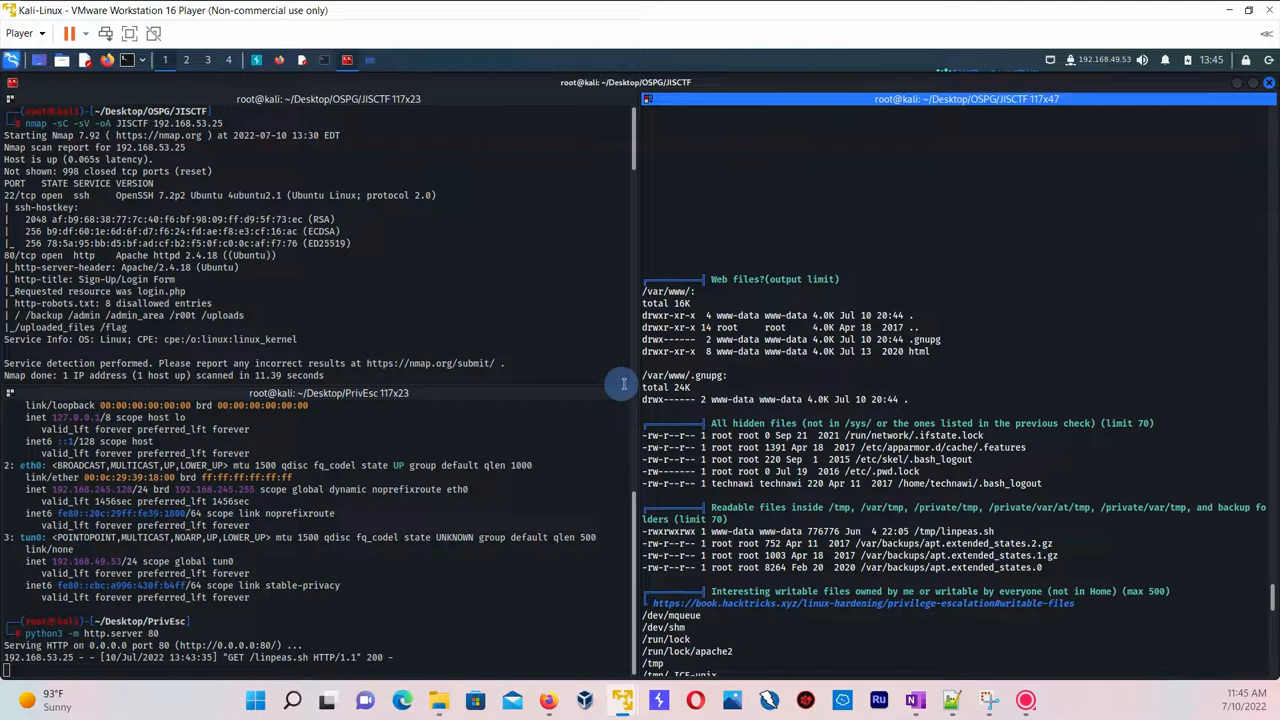 Kali-Linux - VMware Workstation 16 Player (Non-commercial use only)
Player
1 2 3 4
192.168.49.53
13:45
root@kali: ~/Desktop/OSPG/JISCTF
root@kali: ~/Desktop/OSPG/JISCTF 117x23
(root㉿kali)-[~/Desktop/OSPG/JISCTF]
# nmap -sC -sV -oA JISCTF 192.168.53.25
Starting Nmap 7.92 ( https://nmap.org ) at 2022-07-10 13:30 EDT
Nmap scan report for 192.168.53.25
Host is up (0.065s latency).
Not shown: 998 closed tcp ports (reset)
PORT   STATE SERVICE VERSION
22/tcp open  ssh     OpenSSH 7.2p2 Ubuntu 4ubuntu2.1 (Ubuntu Linux; protocol 2.0)
| ssh-hostkey:
|   2048 af:b9:68:38:77:7c:40:f6:bf:98:09:ff:d9:5f:73:ec (RSA)
|   256 b9:df:60:1e:6d:6f:d7:f6:24:fd:ae:f8:e3:cf:16:ac (ECDSA)
|_  256 78:5a:95:bb:d5:bf:ad:cf:b2:f5:0f:c0:0c:af:f7:76 (ED25519)
80/tcp open  http    Apache httpd 2.4.18 ((Ubuntu))
|_http-server-header: Apache/2.4.18 (Ubuntu)
| http-title: Sign-Up/Login Form
|_Requested resource was login.php
| http-robots.txt: 8 disallowed entries
| / /backup /admin /admin_area /r00t /uploads
|_/uploaded_files /flag
Service Info: OS: Linux; CPE: cpe:/o:linux:linux_kernel
Service detection performed. Please report any incorrect results at https://nmap.org/submit/ .
Nmap done: 1 IP address (1 host up) scanned in 11.39 seconds
root@kali: ~/Desktop/PrivEsc 117x23
link/loopback 00:00:00:00:00:00 brd 00:00:00:00:00:00
inet 127.0.0.1/8 scope host lo
valid_lft forever preferred_lft forever
inet6 ::1/128 scope host
valid_lft forever preferred_lft forever
2: eth0: <BROADCAST,MULTICAST,UP,LOWER_UP> mtu 1500 qdisc fq_codel state UP group default qlen 1000
link/ether 00:0c:29:39:18:00 brd ff:ff:ff:ff:ff:ff
inet 192.168.245.128/24 brd 192.168.245.255 scope global dynamic noprefixroute eth0
valid_lft 1456sec preferred_lft 1456sec
inet6 fe80::20c:29ff:fe39:1800/64 scope link noprefixroute
valid_lft forever preferred_lft forever
3: tun0: <POINTOPOINT,MULTICAST,NOARP,UP,LOWER_UP> mtu 1500 qdisc fq_codel state UNKNOWN group default qlen 500
link/none
inet 192.168.49.53/24 scope global tun0
valid_lft forever preferred_lft forever
inet6 fe80::cbc:a996:430f:b4ff/64 scope link stable-privacy
valid_lft forever preferred_lft forever
(root㉿kali)-[~/Desktop/PrivEsc]
# python3 -m http.server 80
Serving HTTP on 0.0.0.0 port 80 (http://0.0.0.0:80/) ...
192.168.53.25 - - [10/Jul/2022 13:43:35] "GET /linpeas.sh HTTP/1.1" 200 -
root@kali: ~/Desktop/OSPG/JISCTF 117x47
Web files?(output limit)
/var/www/:
total 16K
drwxr-xr-x  4 www-data www-data 4.0K Jul 10 20:44 .
drwxr-xr-x 14 root     root     4.0K Apr 18  2017 ..
drwxr-xr-x  2 www-data www-data 4.0K Jul 10 20:44 .gnupg
drwxr-xr-x  8 www-data www-data 4.0K Jul 13  2020 html
/var/www/.gnupg:
total 24K
drwx------ 2 www-data www-data 4.0K Jul 10 20:44 .
All hidden files (not in /sys/ or the ones listed in the previous check) (limit 70)
-rw-r--r-- 1 root root 0 Sep 21  2021 /run/network/.ifstate.lock
-rw-r--r-- 1 root root 1391 Apr 18  2017 /etc/apparmor.d/cache/.features
-rw-r--r-- 1 root root 220 Sep  1  2015 /etc/skel/.bash_logout
-rw-r--r-- 1 root root 0 Jul 19  2016 /etc/.pwd.lock
-rw-r--r-- 1 technawi technawi 220 Apr 11  2017 /home/technawi/.bash_logout
Readable files inside /tmp, /var/tmp, /private/tmp, /private/var/at/tmp, /private/var/tmp, and backup fo
lders (limit 70)
-rwxrwxrwx 1 www-data www-data 776776 Jun  4 22:05 /tmp/linpeas.sh
-rw-r--r-- 1 root root 752 Apr 11  2017 /var/backups/apt.extended_states.2.gz
-rw-r--r-- 1 root root 1003 Apr 18  2017 /var/backups/apt.extended_states.1.gz
-rw-r--r-- 1 root root 8264 Feb 20  2020 /var/backups/apt.extended_states.0
Interesting writable files owned by me or writable by everyone (not in Home) (max 500)
https://book.hacktricks.xyz/linux-hardening/privilege-escalation#writable-files
/dev/mqueue
/dev/shm
/run/lock
/run/lock/apache2
/tmp
/tmp/.ICE-unix
93°F
Sunny
Ru
11:45 AM
7/10/2022